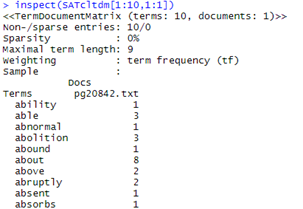 > inspect(SATcltdm[1:10,1:1])
<<TermDocumentMatrix (terms: 10, documents: 1)>>
Non-/sparse entries: 10/0
Sparsity           : 0%
Maximal term length: 9
Weighting          : term frequency (tf)
Sample             :
           Docs
Terms       pg20842.txt
  ability             1
  able                3
  abnormal            1
  abolition           3
  abound              1
  about               8
  above               2
  abruptly            2
  absent              1
  absorbs             1